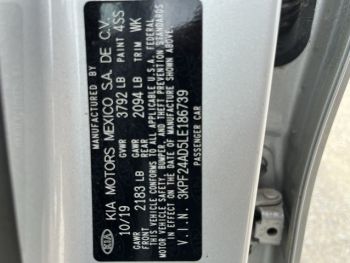 MANUFACTURED BY
KIA MOTORS MEXICO S.A. DE C.V.
10/19 GVWR 3792 LB PAINT 4SS
GAWR FRONT 2183 LB GAWR REAR 2094 LB TRIM WK
THIS VEHICLE CONFORMS TO ALL APPLICABLE U.S.A. FEDERAL
MOTOR VEHICLE SAFETY, BUMPER, AND THEFT PREVENTION STANDARDS
IN EFFECT ON THE DATE OF MANUFACTURE SHOWN ABOVE.
V.I.N. 3KPF24AD5LE186739
PASSENGER CAR
KIA